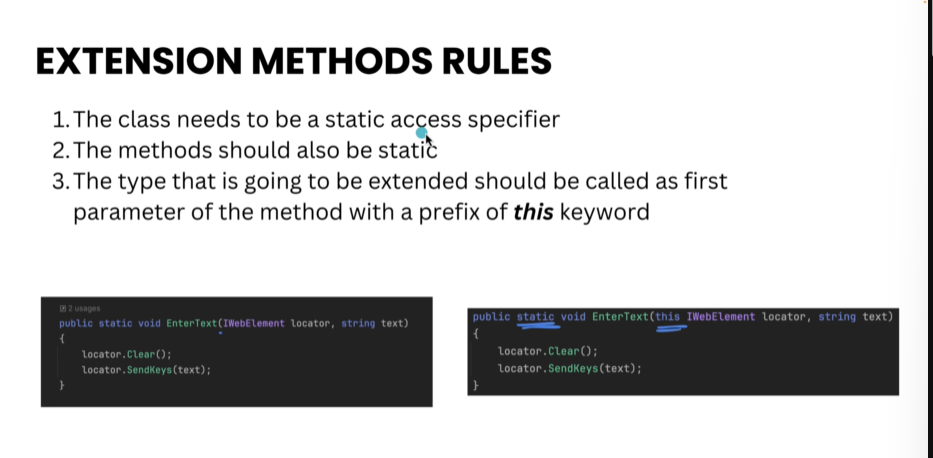 EXTENSION METHODS RULES
1. The class needs to be a static access specifier
2. The methods should also be static
3. The type that is going to be extended should be called as first
parameter of the method with a prefix of this keyword
2 usages
public static void EnterText(IWebElement locator, string text)
{
locator.Clear();
locator.SendKeys(text);
}
public static void EnterText(this IWebElement locator, string text)
{
locator.Clear();
locator.SendKeys(text);
}